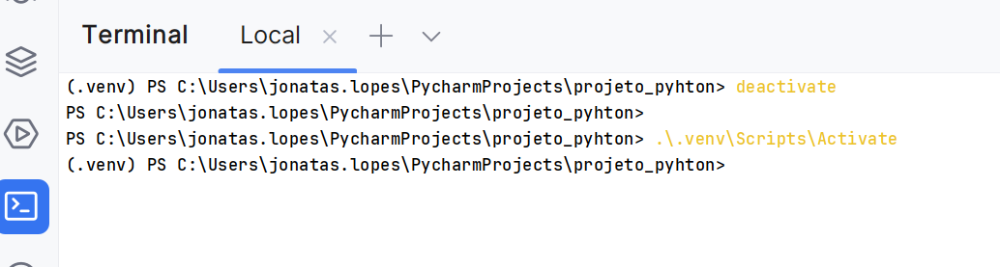 Terminal Local
(.venv) PS C:\Users\jonatas.lopes\PycharmProjects\projeto_pyhton> deactivate
PS C:\Users\jonatas.lopes\PycharmProjects\projeto_pyhton>
PS C:\Users\jonatas.lopes\PycharmProjects\projeto_pyhton> .\.venv\Scripts\Activate
(.venv) PS C:\Users\jonatas.lopes\PycharmProjects\projeto_pyhton>